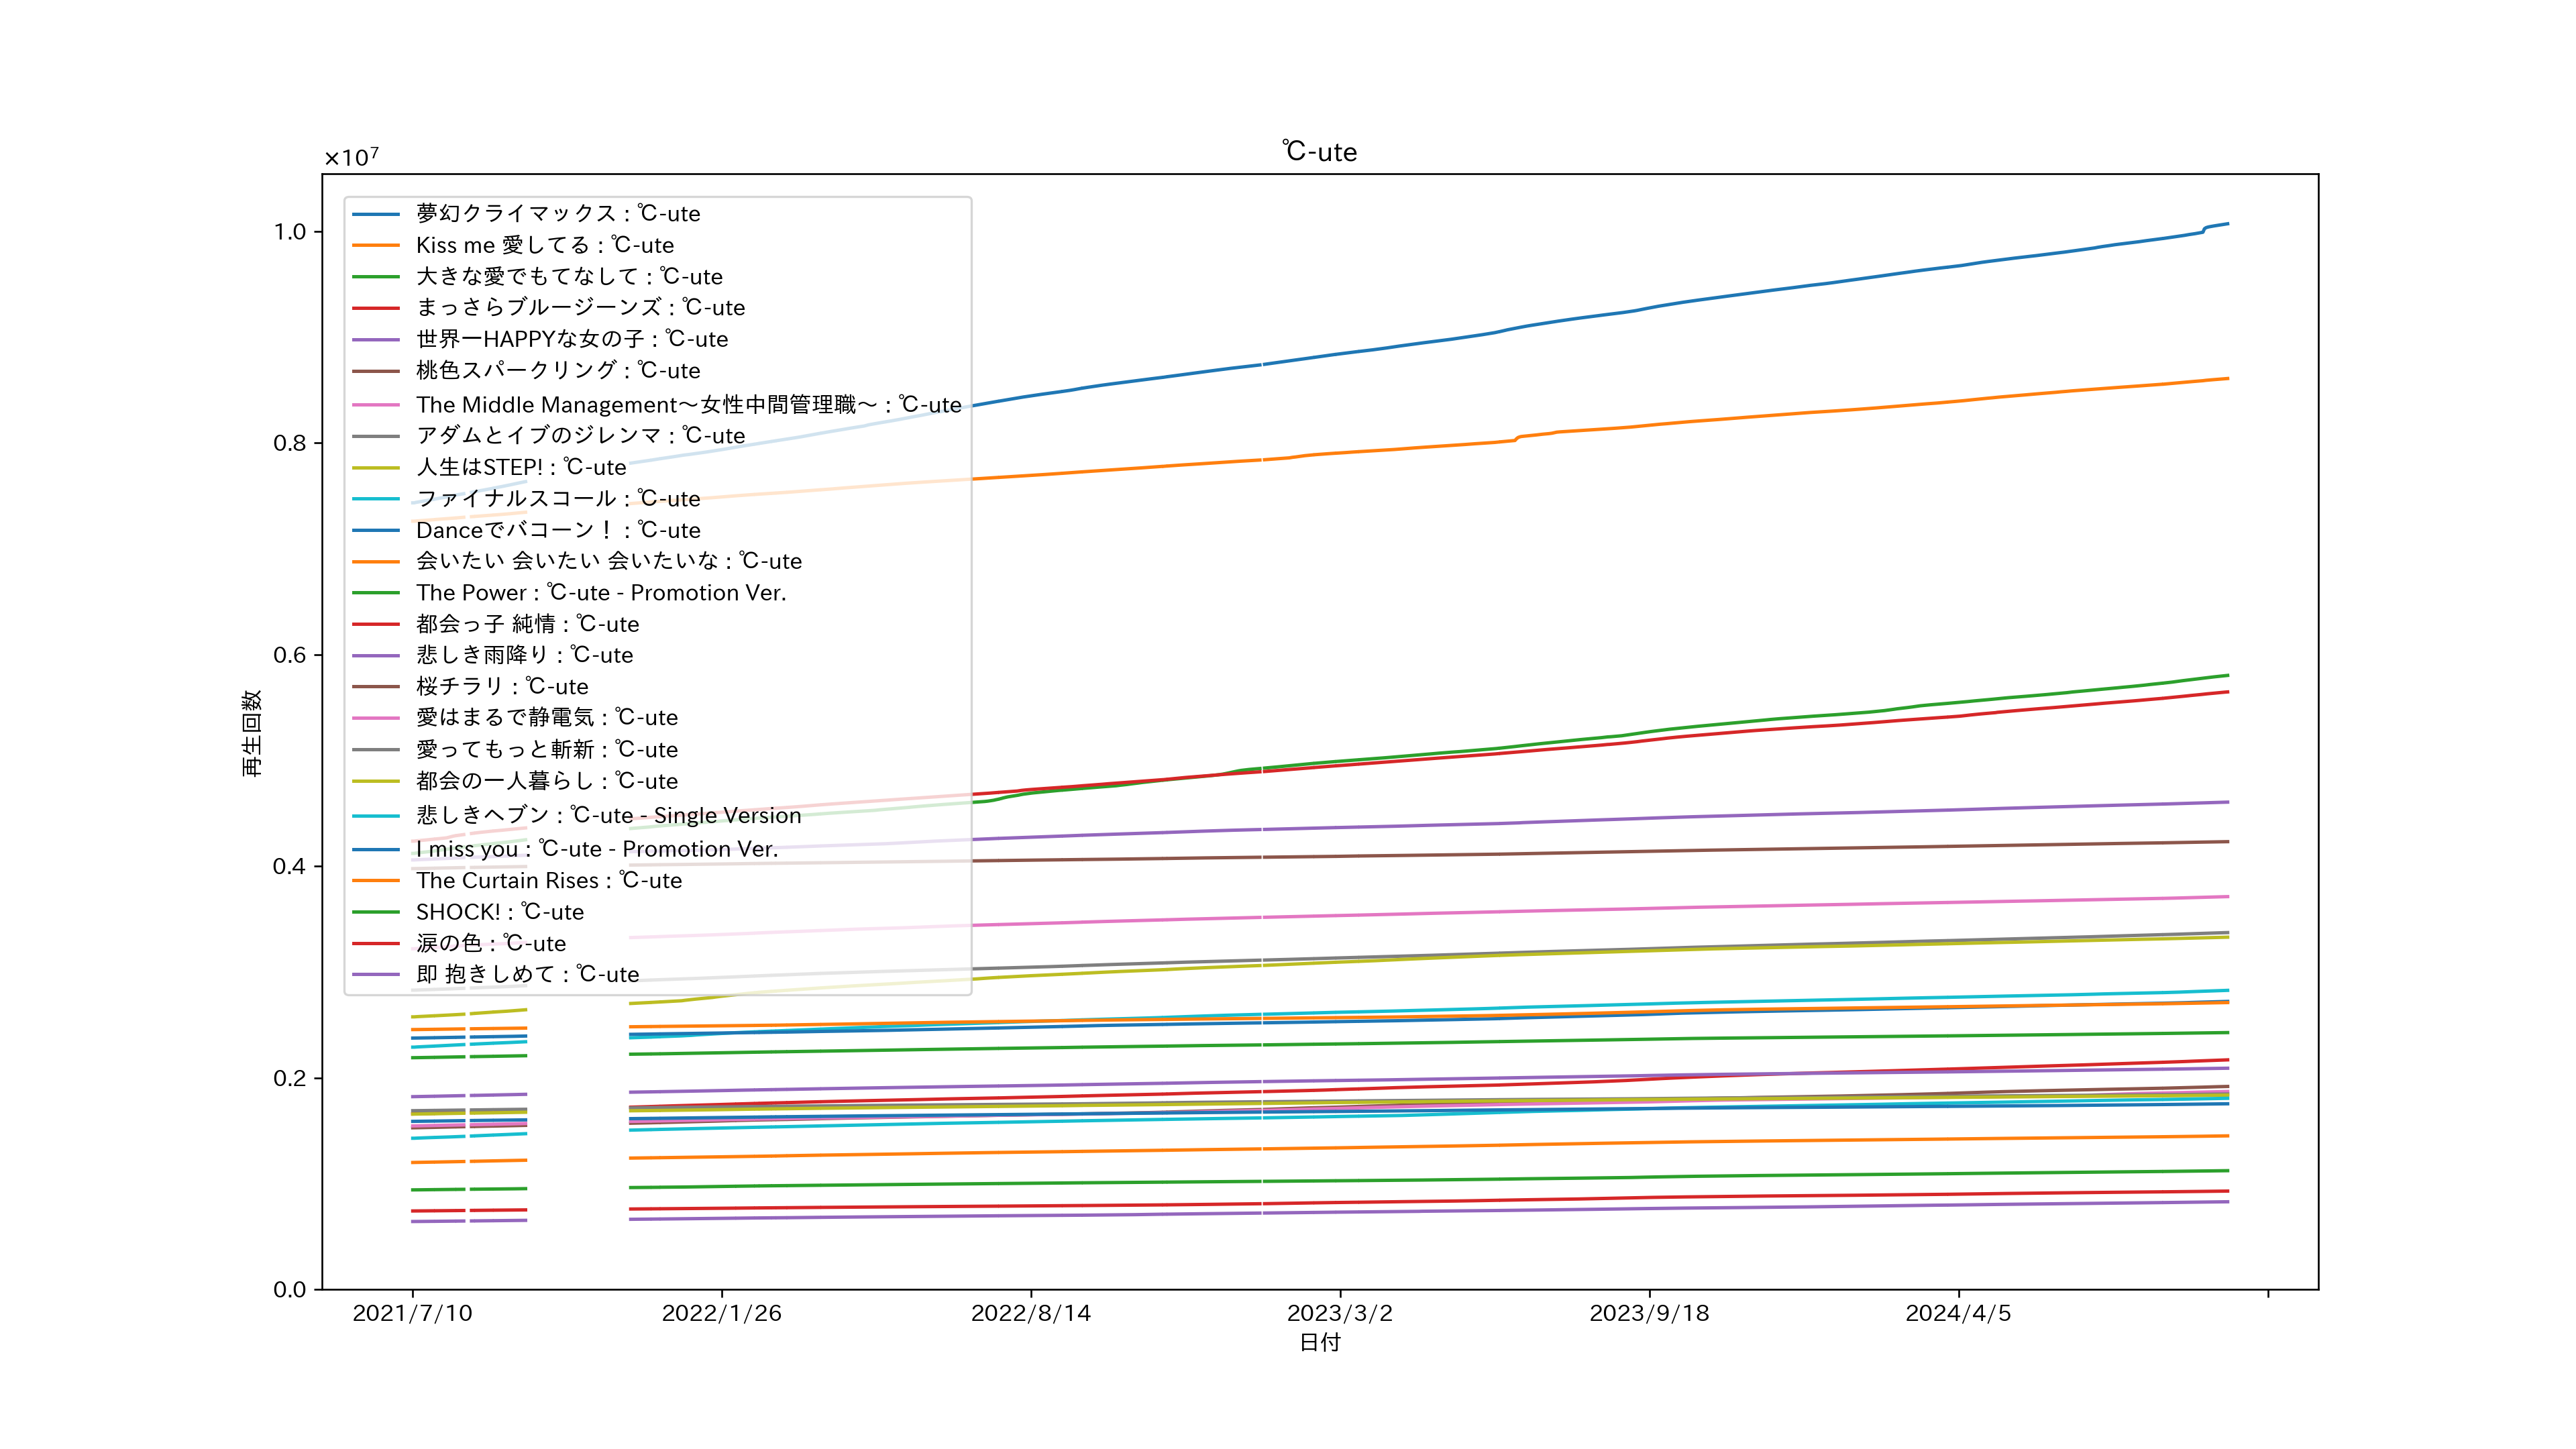 ℃-ute
×10⁷
1.0
0.8
0.6
0.4
0.2
0.0
再生回数
夢幻クライマックス : ℃-ute
Kiss me 愛してる : ℃-ute
大きな愛でもてなして : ℃-ute
まっさらブルージーンズ : ℃-ute
世界一HAPPYな女の子 : ℃-ute
桃色スパークリング : ℃-ute
The Middle Management～女性中間管理職～ : ℃-ute
アダムとイブのジレンマ : ℃-ute
人生はSTEP! : ℃-ute
ファイナルスコール : ℃-ute
Danceでバコーン！ : ℃-ute
会いたい 会いたい 会いたいな : ℃-ute
The Power : ℃-ute - Promotion Ver.
都会っ子 純情 : ℃-ute
悲しき雨降り : ℃-ute
桜チラリ : ℃-ute
愛はまるで静電気 : ℃-ute
愛ってもっと斬新 : ℃-ute
都会の一人暮らし : ℃-ute
悲しきヘブン : ℃-ute - Single Version
I miss you : ℃-ute - Promotion Ver.
The Curtain Rises : ℃-ute
SHOCK! : ℃-ute
涙の色 : ℃-ute
即 抱きしめて : ℃-ute
2021/7/10
2022/1/26
2022/8/14
2023/3/2
2023/9/18
2024/4/5
日付